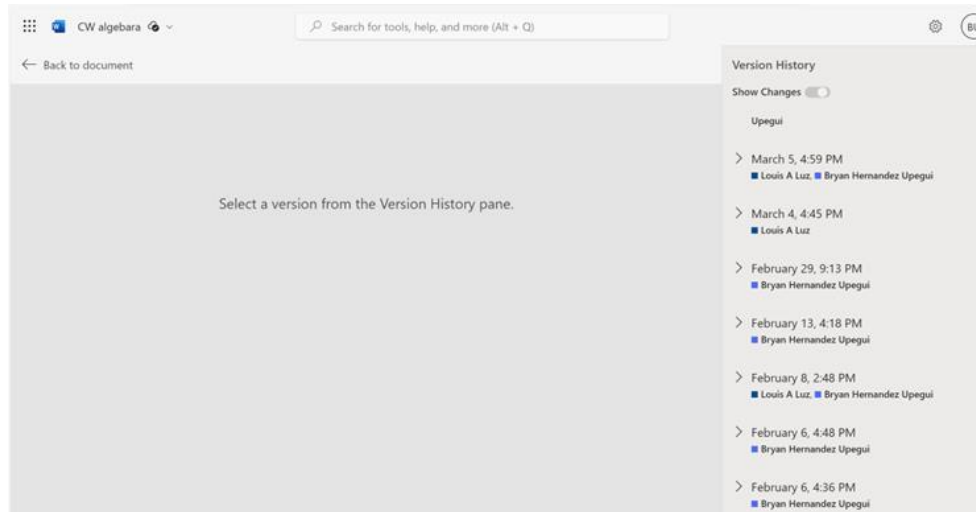 CW algebara
Search for tools, help, and more (Alt + Q)
BU
Back to document
Select a version from the Version History pane.
Version History
Show Changes
Upegui
March 5, 4:59 PM
Louis A Luz, Bryan Hernandez Upegui
March 4, 4:45 PM
Louis A Luz
February 29, 9:13 PM
Bryan Hernandez Upegui
February 13, 4:18 PM
Bryan Hernandez Upegui
February 8, 2:48 PM
Louis A Luz, Bryan Hernandez Upegui
February 6, 4:48 PM
Bryan Hernandez Upegui
February 6, 4:36 PM
Bryan Hernandez Upegui